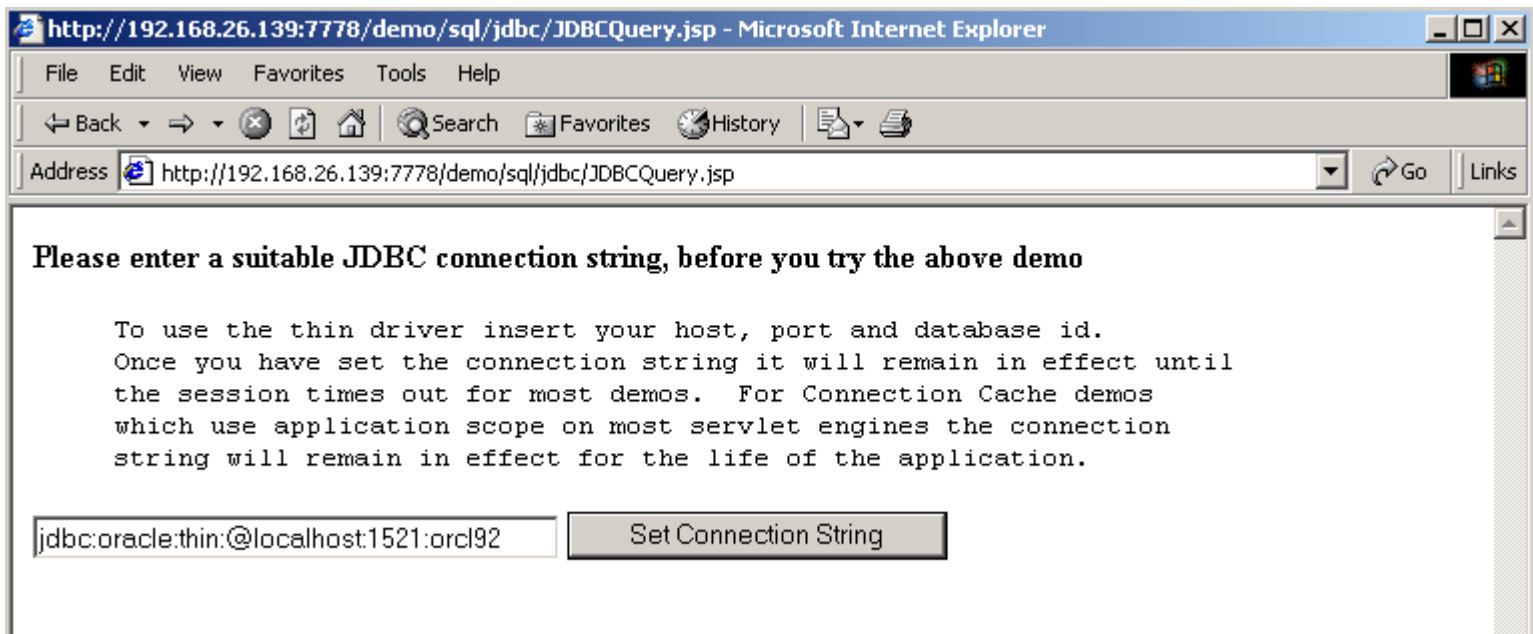 http://192.168.26.139:7778/demo/sql/jdbc/JDBCQuery.jsp - Microsoft Internet Explorer
File Edit View Favorites Tools Help
Back Search Favorites History
Address http://192.168.26.139:7778/demo/sql/jdbc/JDBCQuery.jsp Go Links
Please enter a suitable JDBC connection string, before you try the above demo
To use the thin driver insert your host, port and database id.
Once you have set the connection string it will remain in effect until
the session times out for most demos.  For Connection Cache demos
which use application scope on most servlet engines the connection
string will remain in effect for the life of the application.
jdbc:oracle:thin:@localhost:1521:orcl92 Set Connection String